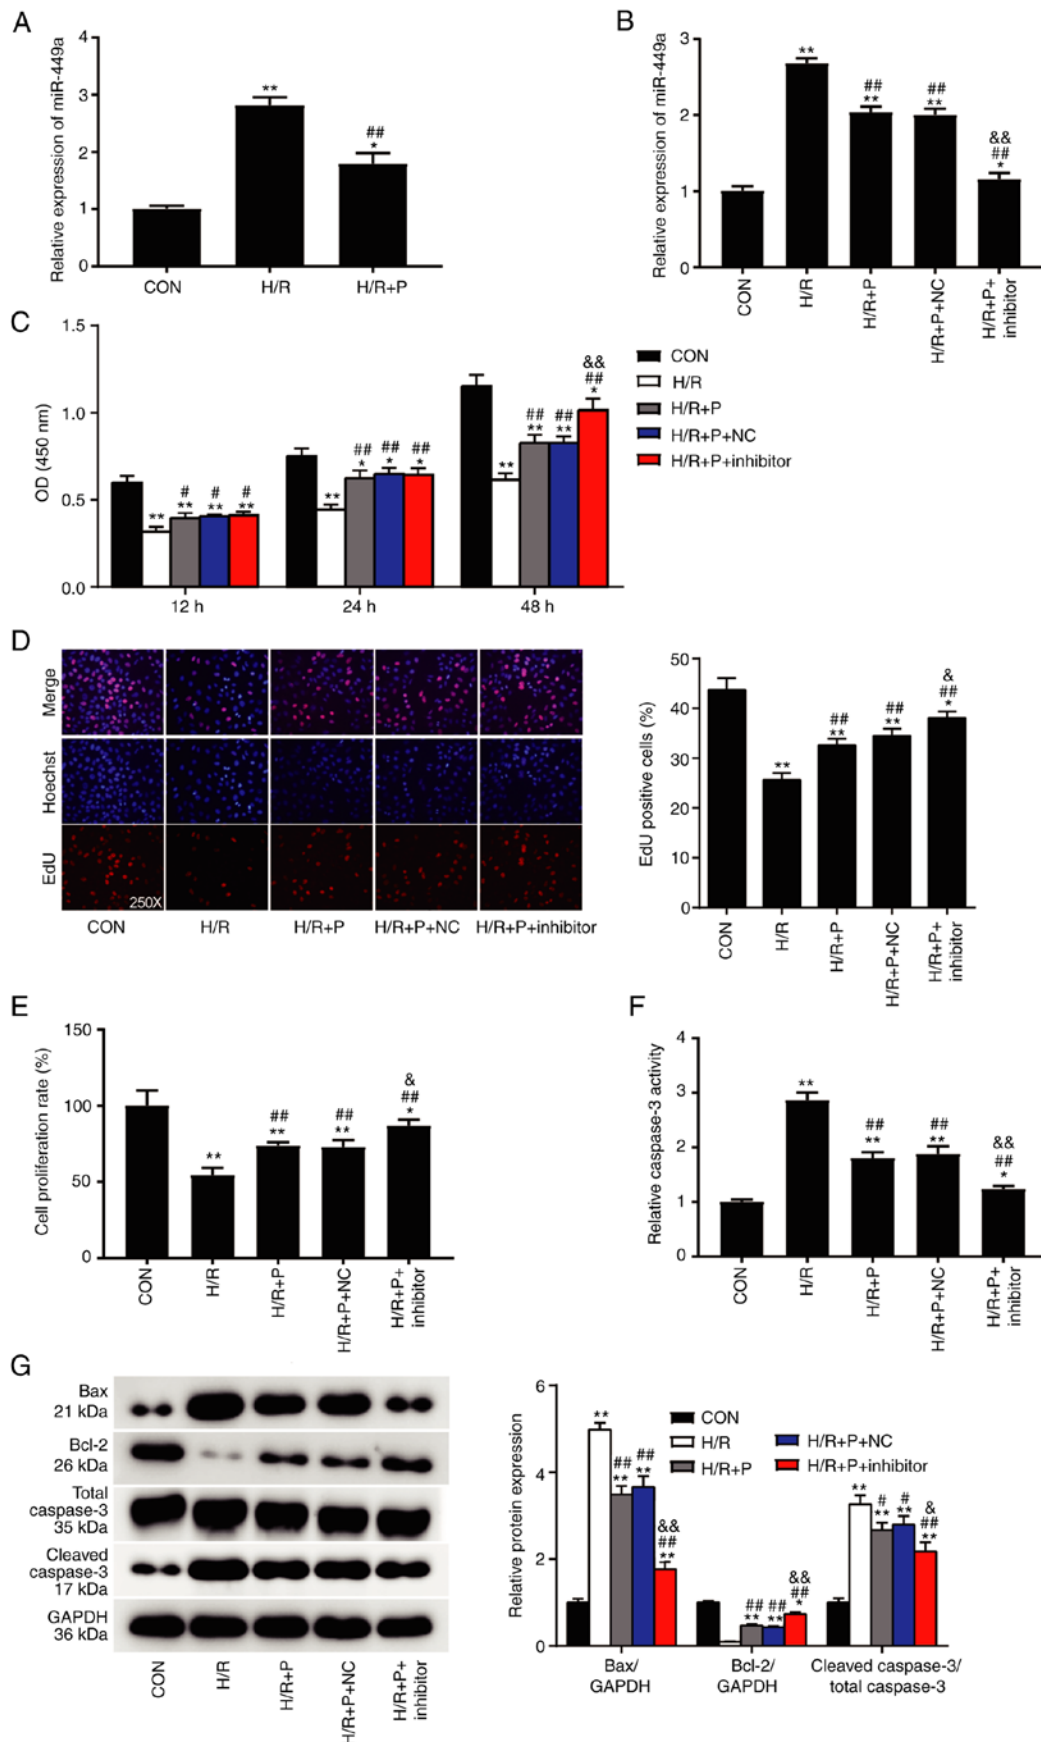 A
Relative expression of miR-449a
4
3
2
1
0
**
##
*
CON
H/R
H/R+P
B
Relative expression of miR-449a
3
2
1
0
**
##
**
##
**
&&
##
*
CON
H/R
H/R+P
H/R+P+NC
H/R+P+
inhibitor
C
OD (450 nm)
1.5
1.0
0.5
0.0
**
#
**
#
**
#
**
**
##
*
##
*
##
*
**
##
**
##
**
&&
##
*
12 h
24 h
48 h
CON
H/R
H/R+P
H/R+P+NC
H/R+P+inhibitor
D
Merge
Hoechst
EdU
250X
CON
H/R
H/R+P
H/R+P+NC
H/R+P+inhibitor
EdU positive cells (%)
50
40
30
20
10
0
**
##
**
##
**
&
##
*
CON
H/R
H/R+P
H/R+P+NC
H/R+P+
inhibitor
E
Cell proliferation rate (%)
150
100
50
0
**
##
**
##
**
&
##
*
CON
H/R
H/R+P
H/R+P+NC
H/R+P+
inhibitor
F
Relative caspase-3 activity
4
3
2
1
0
**
##
**
##
**
&&
##
*
CON
H/R
H/R+P
H/R+P+NC
H/R+P+
inhibitor
G
Bax
21 kDa
Bcl-2
26 kDa
Total
caspase-3
35 kDa
Cleaved
caspase-3
17 kDa
GAPDH
36 kDa
CON
H/R
H/R+P
H/R+P+NC
H/R+P+
inhibitor
Relative protein expression
6
4
2
0
CON
H/R
H/R+P
H/R+P+NC
H/R+P+inhibitor
**
##
**
##
**
&&
##
**
##
**
##
**
&&
##
*
**
#
**
#
**
&
##
**
Bax/
GAPDH
Bcl-2/
GAPDH
Cleaved caspase-3/
total caspase-3